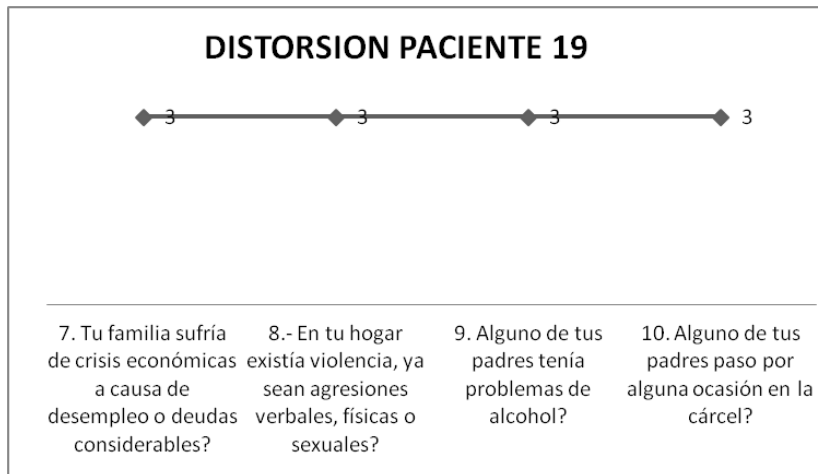 DISTORSION PACIENTE 19
3 3 3 3
7. Tu familia sufría
de crisis económicas
a causa de
desempleo o deudas
considerables?
8.- En tu hogar
existía violencia, ya
sean agresiones
verbales, físicas o
sexuales?
9. Alguno de tus
padres tenía
problemas de
alcohol?
10. Alguno de tus
padres paso por
alguna ocasión en la
cárcel?